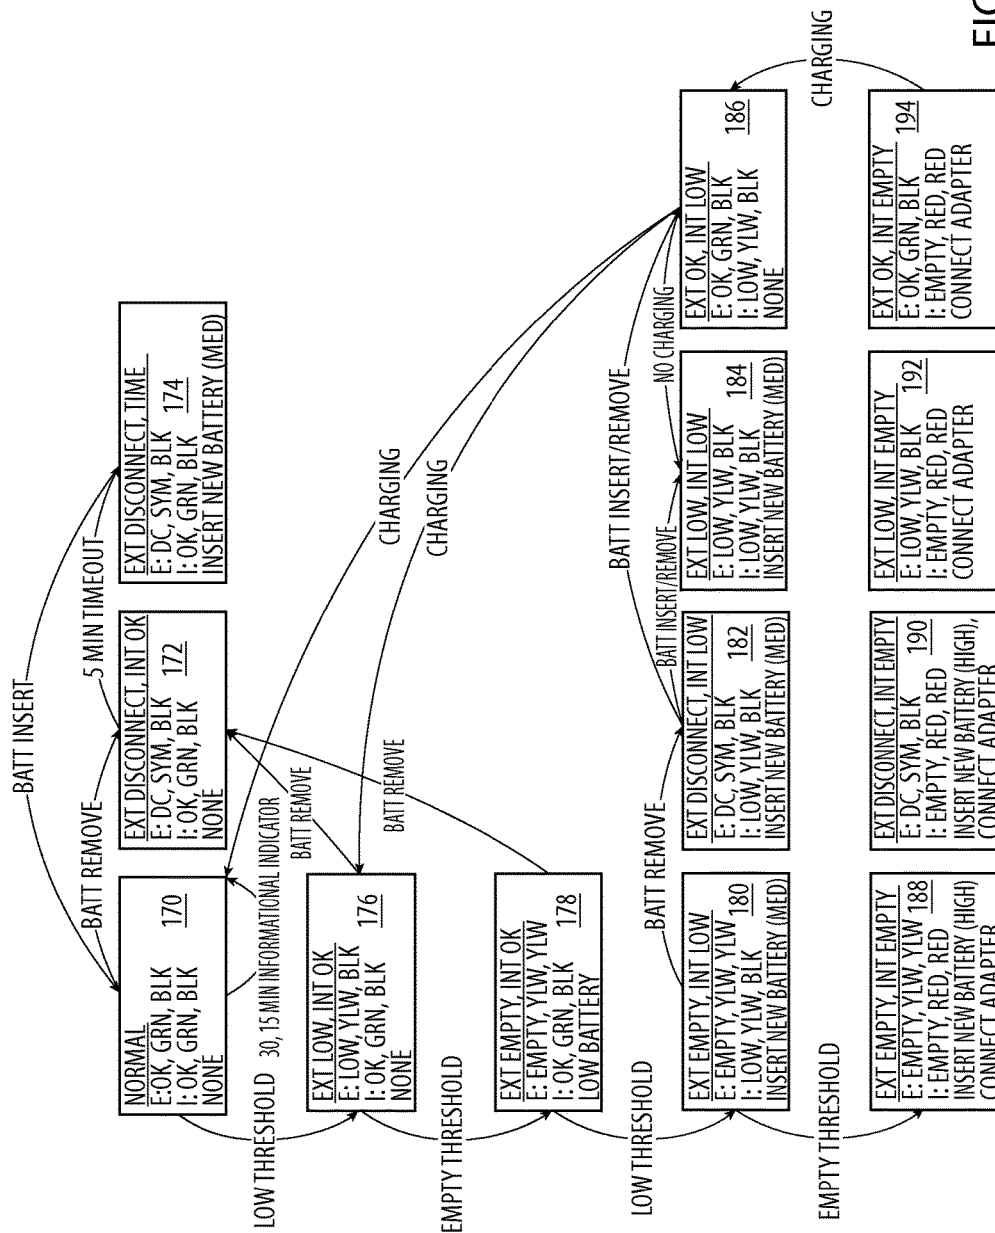 BATT INSERT
BATT REMOVE
5 MIN TIMEOUT
NORMAL
E:OK, GRN, BLK
I: OK, GRN, BLK
NONE
170
EXT DISCONNECT, INT OK
E: DC, SYM, BLK
I: OK, GRN, BLK
NONE
172
EXT DISCONNECT, TIME
E: DC, SYM, BLK
I: OK, GRN, BLK
INSERT NEW BATTERY (MED)
174
LOW THRESHOLD
30, 15 MIN INFORMATIONAL INDICATOR
BATT REMOVE
CHARGING
EXT LOW, INT OK
E: LOW, YLW, BLK
I: OK, GRN, BLK
NONE
176
BATT REMOVE
CHARGING
EMPTY THRESHOLD
EXT EMPTY, INT OK
E: EMPTY, YLW, YLW
I: OK, GRN, BLK
LOW BATTERY
178
LOW THRESHOLD
BATT REMOVE
BATT INSERT/REMOVE
BATT INSERT/REMOVE
NO CHARGING
EXT EMPTY, INT LOW
E: EMPTY, YLW, YLW
I: LOW, YLW, BLK
INSERT NEW BATTERY (MED)
180
EXT DISCONNECT, INT LOW
E: DC, SYM, BLK
I: LOW, YLW, BLK
INSERT NEW BATTERY (MED)
182
EXT LOW, INT LOW
E: LOW, YLW, BLK
I: LOW, YLW, BLK
INSERT NEW BATTERY (MED)
184
EXT OK, INT LOW
E: OK, GRN, BLK
I: LOW, YLW, BLK
NONE
186
EMPTY THRESHOLD
CHARGING
EXT EMPTY, INT EMPTY
E: EMPTY, YLW, YLW
I: EMPTY, RED, RED
INSERT NEW BATTERY (HIGH)
CONNECT ADAPTER
188
EXT DISCONNECT, INT EMPTY
E: DC, SYM, BLK
I: EMPTY, RED, RED
INSERT NEW BATTERY (HIGH),
CONNECT ADAPTER
190
EXT LOW, INT EMPTY
E: LOW, YLW, BLK
I: EMPTY, RED, RED
CONNECT ADAPTER
192
EXT OK, INT EMPTY
E: OK, GRN, BLK
I: EMPTY, RED, RED
CONNECT ADAPTER
194